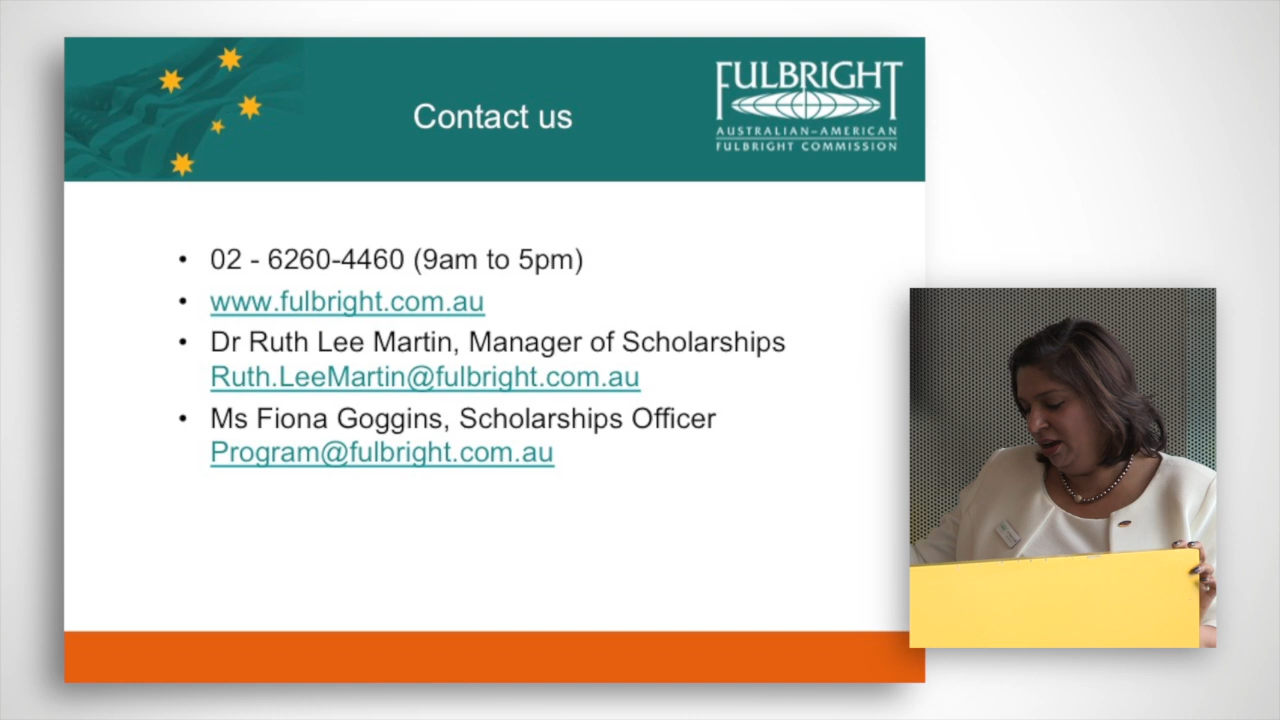 Contact us
FULBRIGHT
AUSTRALIAN-AMERICAN
FULBRIGHT COMMISSION
• 02 - 6260-4460 (9am to 5pm)
• www.fulbright.com.au
• Dr Ruth Lee Martin, Manager of Scholarships
Ruth.LeeMartin@fulbright.com.au
• Ms Fiona Goggins, Scholarships Officer
Program@fulbright.com.au